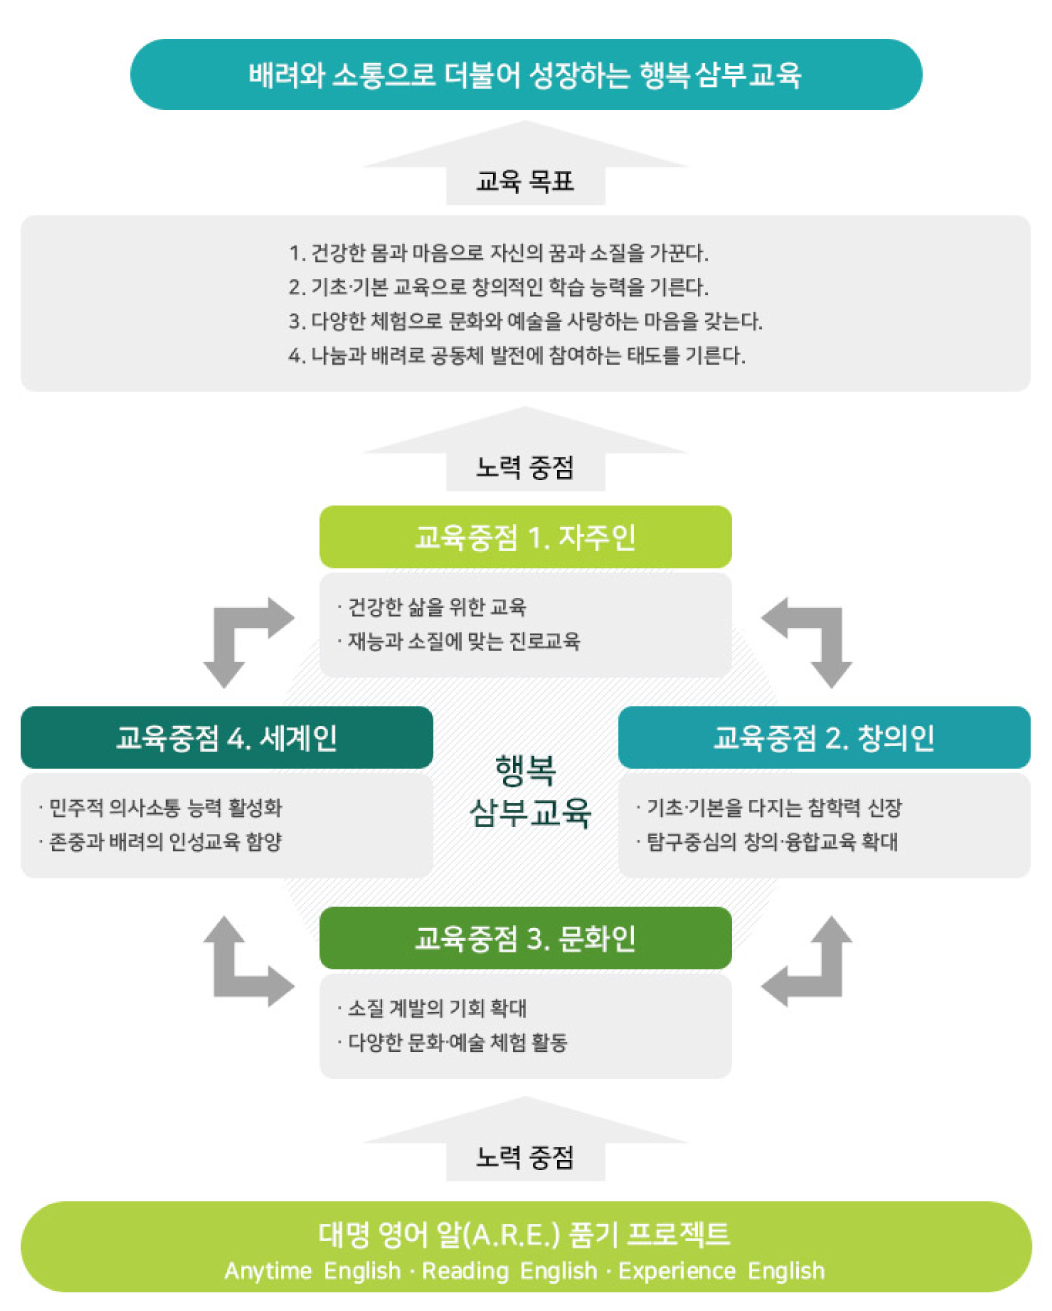 배려와 소통으로 더불어 성장하는 행복삼부교육
교육 목표
1. 건강한 몸과 마음으로 자신의 꿈과 소질을 가꾼다.
2. 기초·기본 교육으로 창의적인 학습 능력을 기른다.
3. 다양한 체험으로 문화와 예술을 사랑하는 마음을 갖는다.
4. 나눔과 배려로 공동체 발전에 참여하는 태도를 기른다.
노력 중점
교육중점 1. 자주인
· 건강한 삶을 위한 교육
· 재능과 소질에 맞는 진로교육
교육중점 4. 세계인
· 민주적 의사소통 능력 활성화
· 존중과 배려의 인성교육 함양
행복
삼부교육
교육중점 2. 창의인
· 기초·기본을 다지는 참학력 신장
· 탐구중심의 창의·융합교육 확대
교육중점 3. 문화인
· 소질 계발의 기회 확대
· 다양한 문화·예술 체험 활동
노력 중점
대명 영어 알(A.R.E.) 품기 프로젝트
Anytime English · Reading English · Experience English